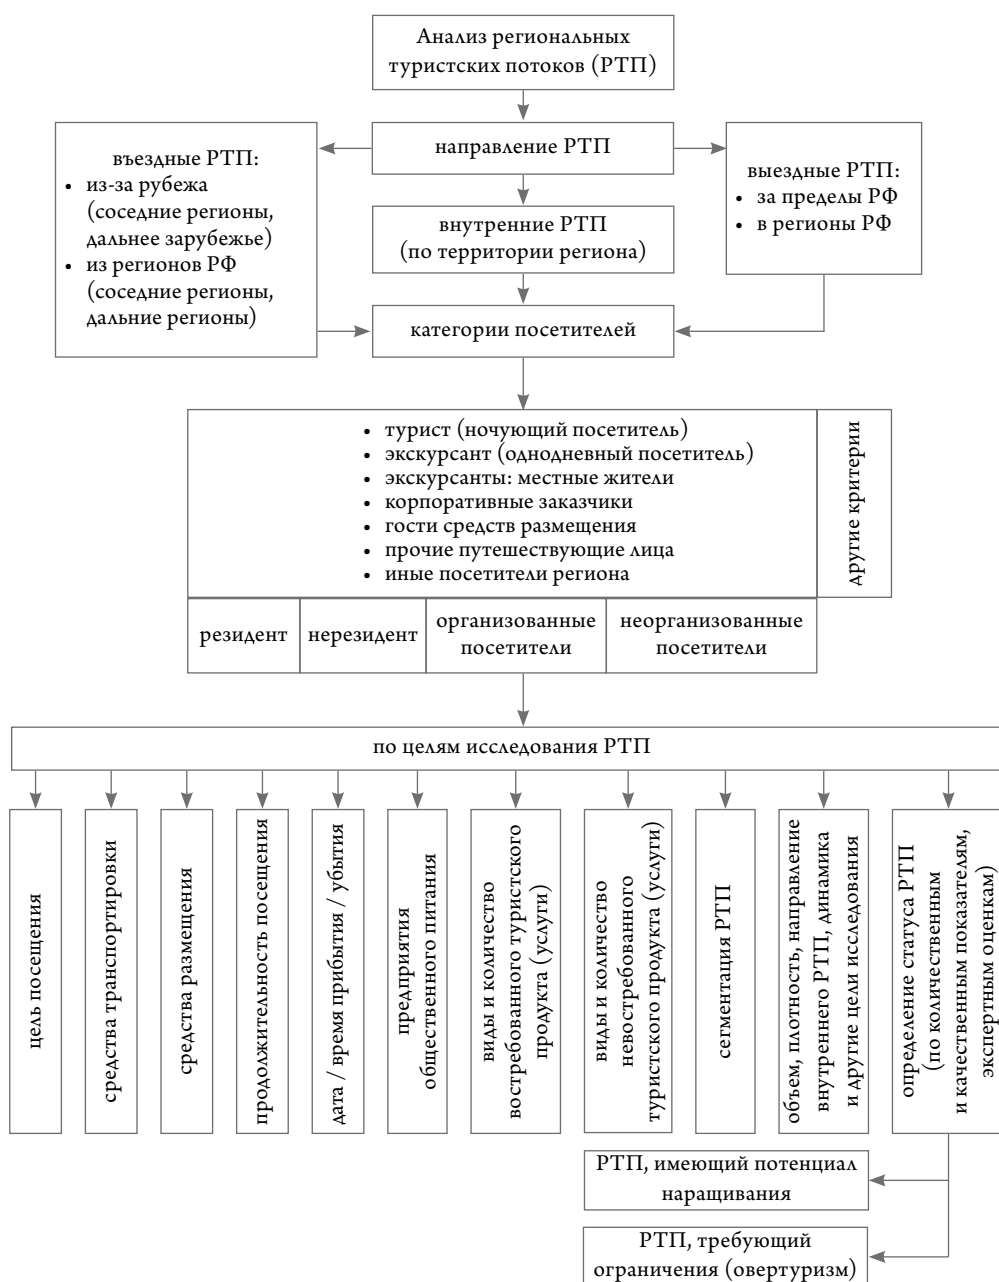 Анализ региональных
туристских потоков (РТП)
направление РТП
въездные РТП:
• из-за рубежа
(соседние регионы,
дальнее зарубежье)
• из регионов РФ
(соседние регионы,
дальние регионы)
внутренние РТП
(по территории региона)
выездные РТП:
• за пределы РФ
• в регионы РФ
категории посетителей
• турист (ночующий посетитель)
• экскурсант (однодневный посетитель)
• экскурсанты: местные жители
• корпоративные заказчики
• гости средств размещения
• прочие путешествующие лица
• иные посетители региона
другие критерии
резидент
нерезидент
организованные
посетители
неорганизованные
посетители
по целям исследования РТП
цель посещения
средства транспортировки
средства размещения
продолжительность посещения
дата / время прибытия / убытия
предприятия
общественного питания
виды и количество
востребованного туристского
продукта (услуги)
виды и количество
невостребованного
туристского продукта (услуги)
сегментация РТП
объем, плотность, направление
внутреннего РТП, динамика
и другие цели исследования
определение статуса РТП
(по количественным
и качественным показателям,
экспертным оценкам)
РТП, имеющий потенциал
наращивания
РТП, требующий
ограничения (овертуризм)